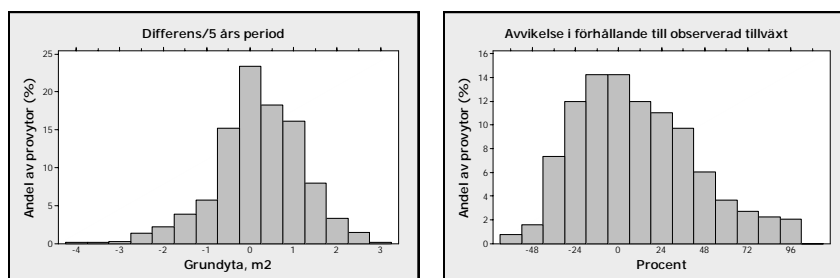 Differens/5 års period
Andel av provytor (%)
25
20
15
10
5
0
-4 -3 -2 -1 0 1 2 3
Grundyta, m2
Avvikelse i förhållande till observerad tillväxt
Andel av provytor (%)
16
14
12
10
8
6
4
2
0
-48 -24 0 24 48 72 96
Procent